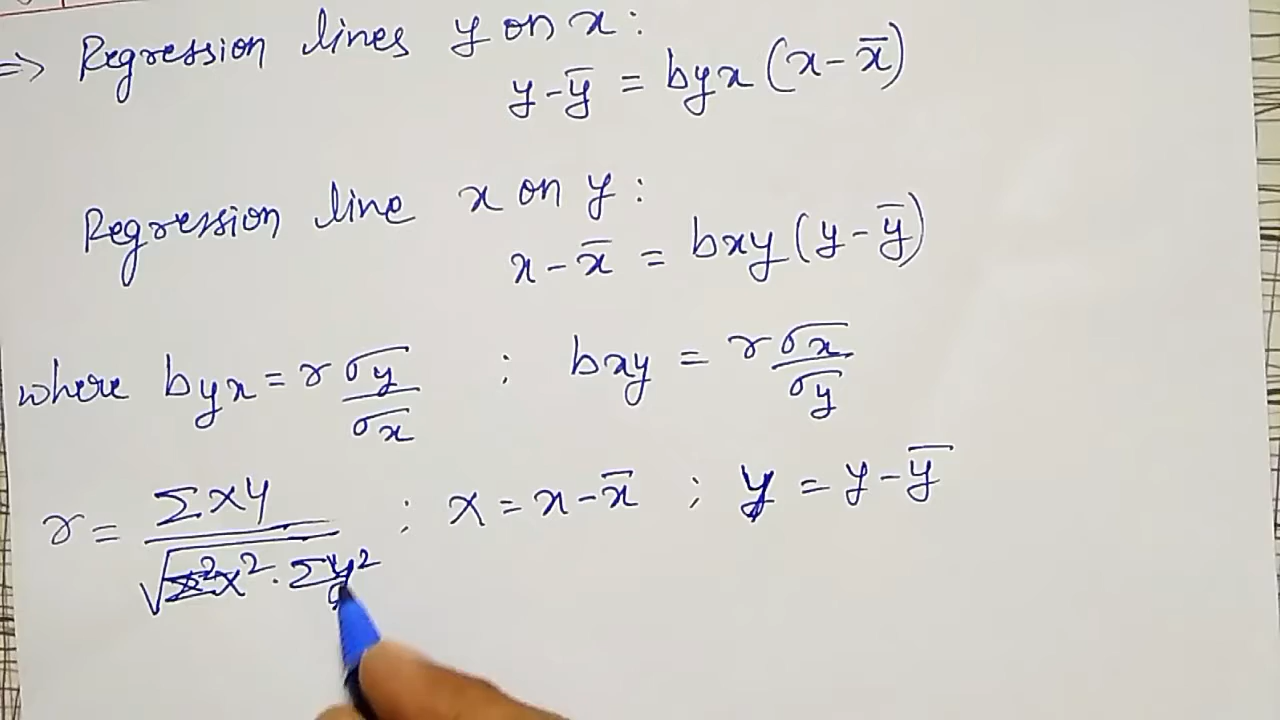 => Regression lines y on x :
y - ȳ = byx (x - x̄)
Regression line x on y :
x - x̄ = bxy (y - ȳ)
where byx = r σy/σx ; bxy = r σx/σy
r = ΣXY/√ΣX² · ΣY² ; X = x - x̄ ; Y = y - ȳ